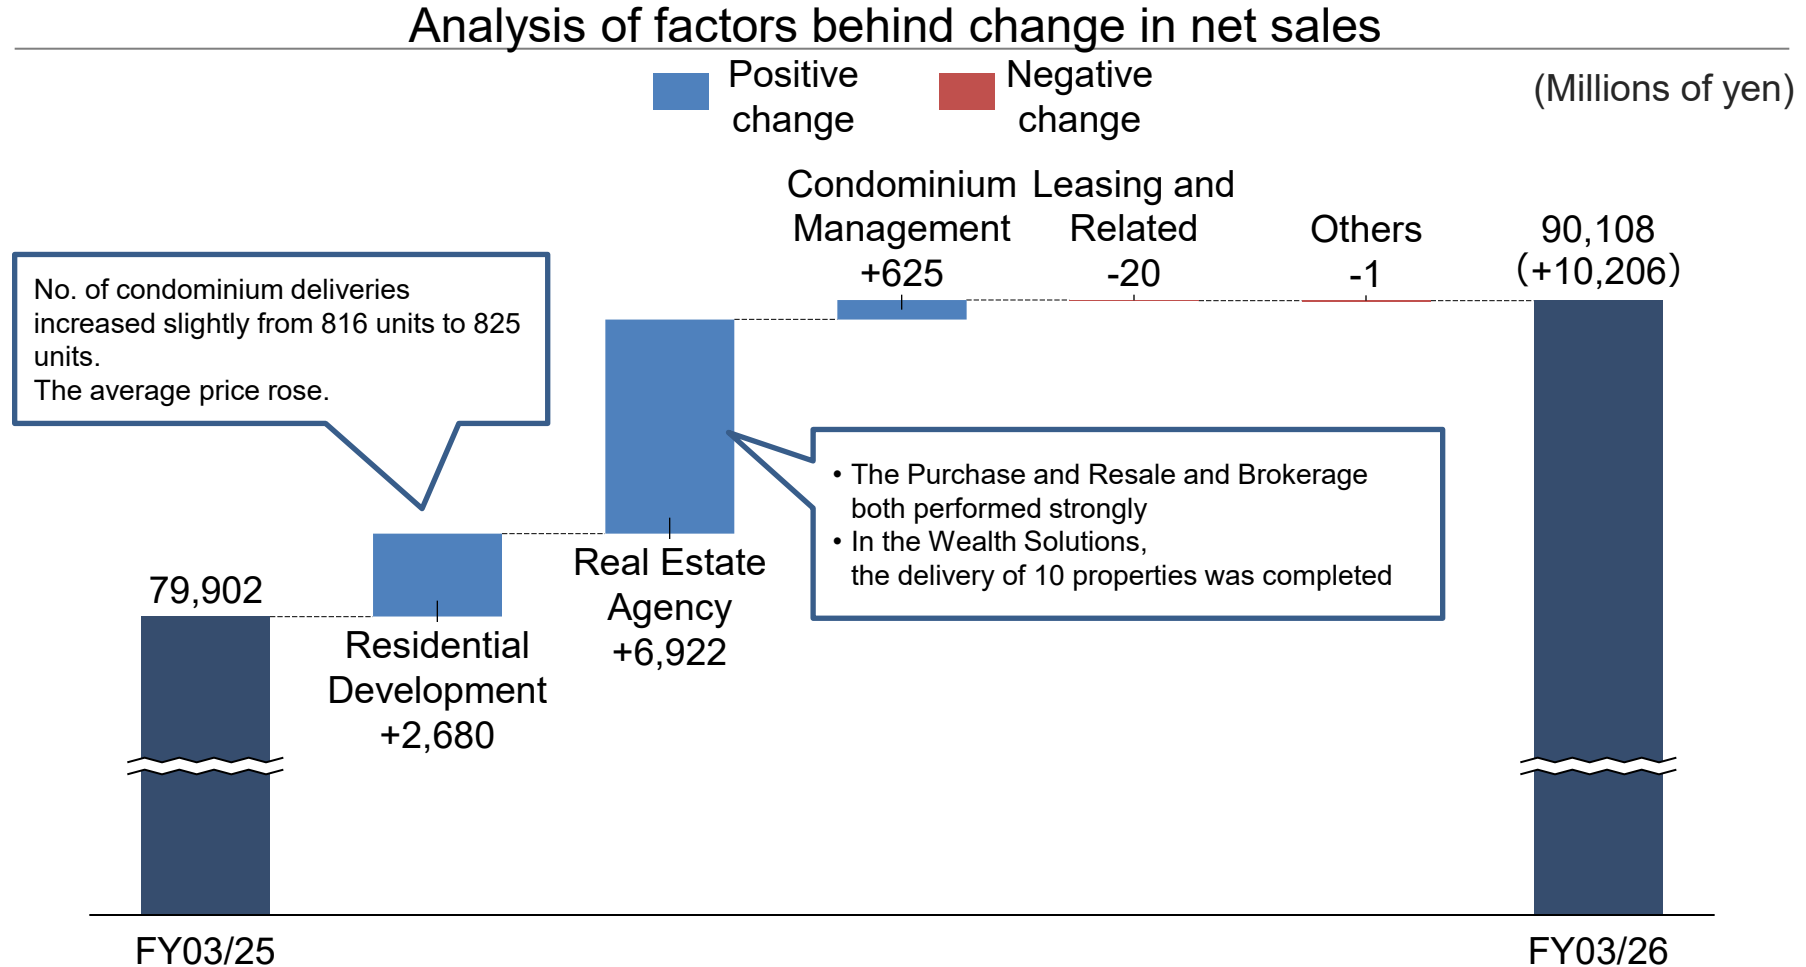 Analysis of factors behind change in net sales
Positive
change
Negative
change
(Millions of yen)
Condominium
Management
+625
Leasing and
Related
-20
Others
-1
90,108
(+10,206)
No. of condominium deliveries
increased slightly from 816 units to 825
units.
The average price rose.
• The Purchase and Resale and Brokerage
both performed strongly
• In the Wealth Solutions,
the delivery of 10 properties was completed
79,902
Residential
Development
+2,680
Real Estate
Agency
+6,922
FY03/25
FY03/26